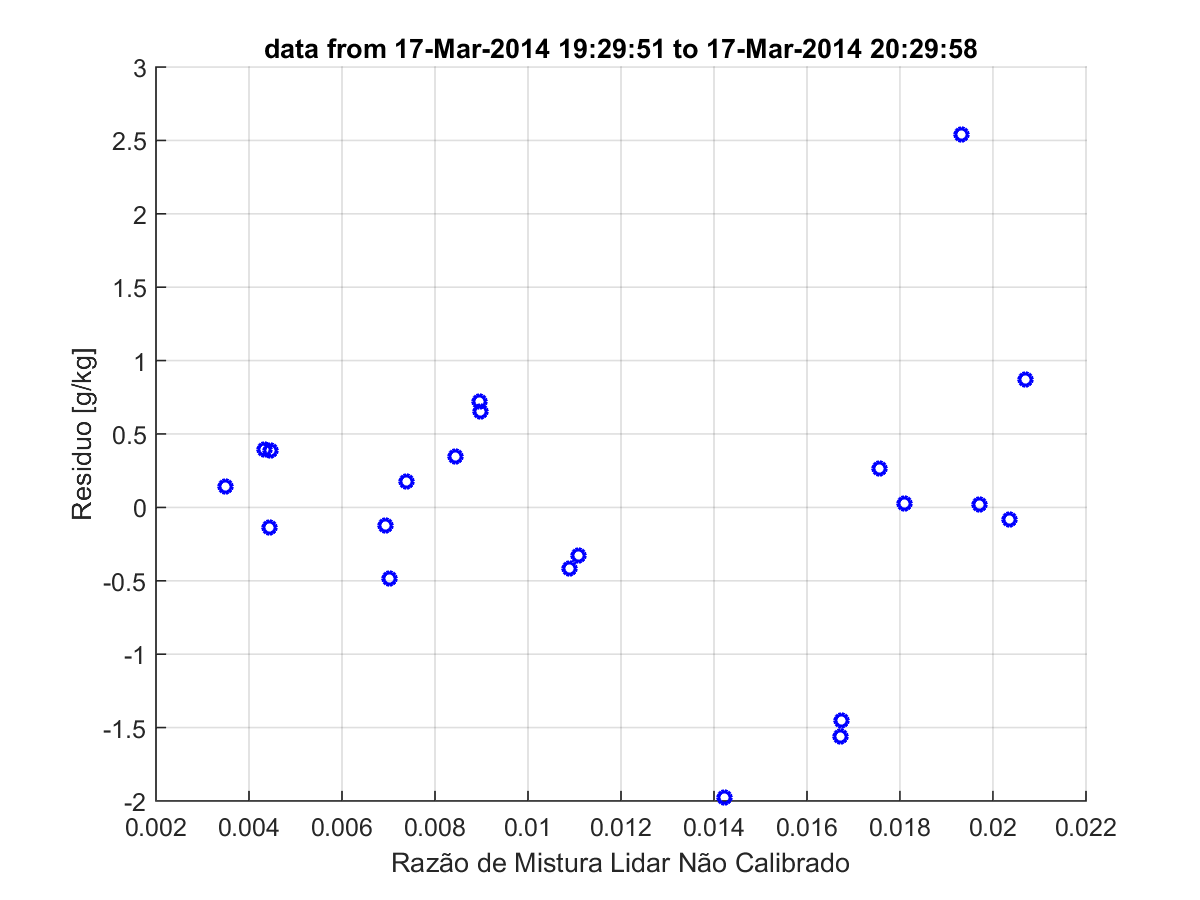 data from 17-Mar-2014 19:29:51 to 17-Mar-2014 20:29:58
3
2.5
2
1.5
1
0.5
0
-0.5
-1
-1.5
-2
Residuo [g/kg]
0.002 0.004 0.006 0.008 0.01 0.012 0.014 0.016 0.018 0.02 0.022
Razão de Mistura Lidar Não Calibrado